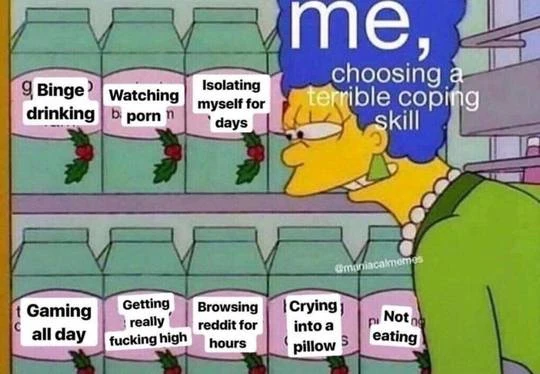 me,
choosing a
terrible coping
skill
Binge
drinking
Watching
porn
Isolating
myself for
days
@maniacalmemes
Gaming
all day
Getting
really
fucking high
Browsing
reddit for
hours
Crying
into a
pillow
Not
eating